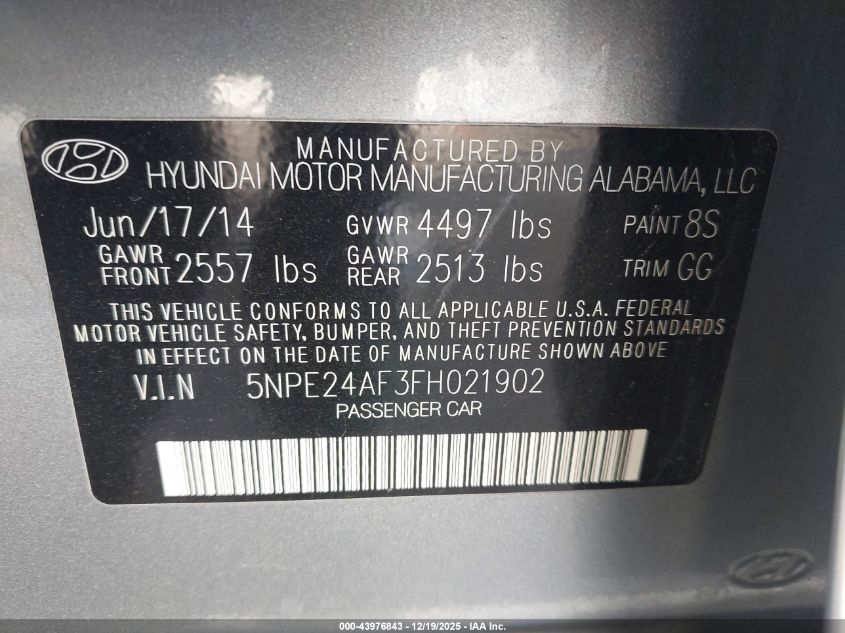 MANUFACTURED BY
HYUNDAI MOTOR MANUFACTURING ALABAMA, LLC
Jun/17/14 GVWR 4497 lbs PAINT 8S
GAWR FRONT 2557 lbs GAWR REAR 2513 lbs TRIM GG
THIS VEHICLE CONFORMS TO ALL APPLICABLE U.S.A. FEDERAL
MOTOR VEHICLE SAFETY, BUMPER, AND THEFT PREVENTION STANDARDS
IN EFFECT ON THE DATE OF MANUFACTURE SHOWN ABOVE
V.I.N 5NPE24AF3FH021902
PASSENGER CAR
000-43976843 - 12/19/2025 - IAA Inc.